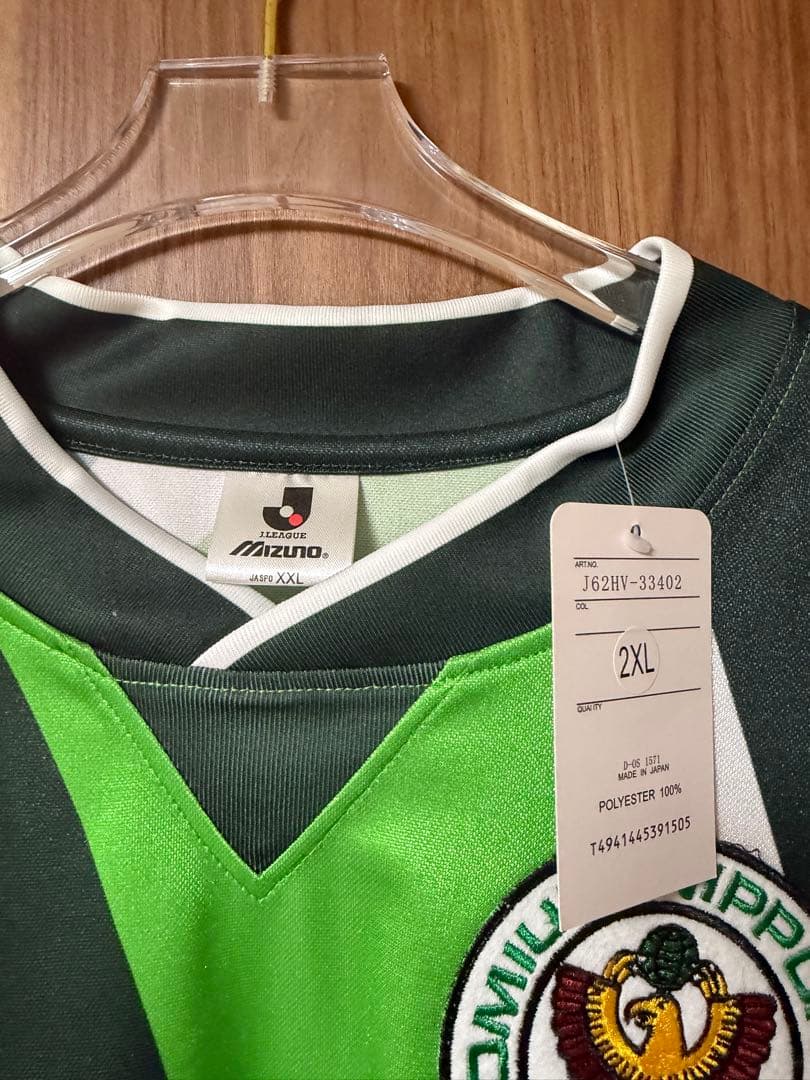 J.LEAGUE
MIZUNO®
JASPO XXL
ART.NO.
J62HV-33402
COL.
2XL
QUALITY
D-OS 1571
MADE IN JAPAN
POLYESTER 100%
T4941445391505